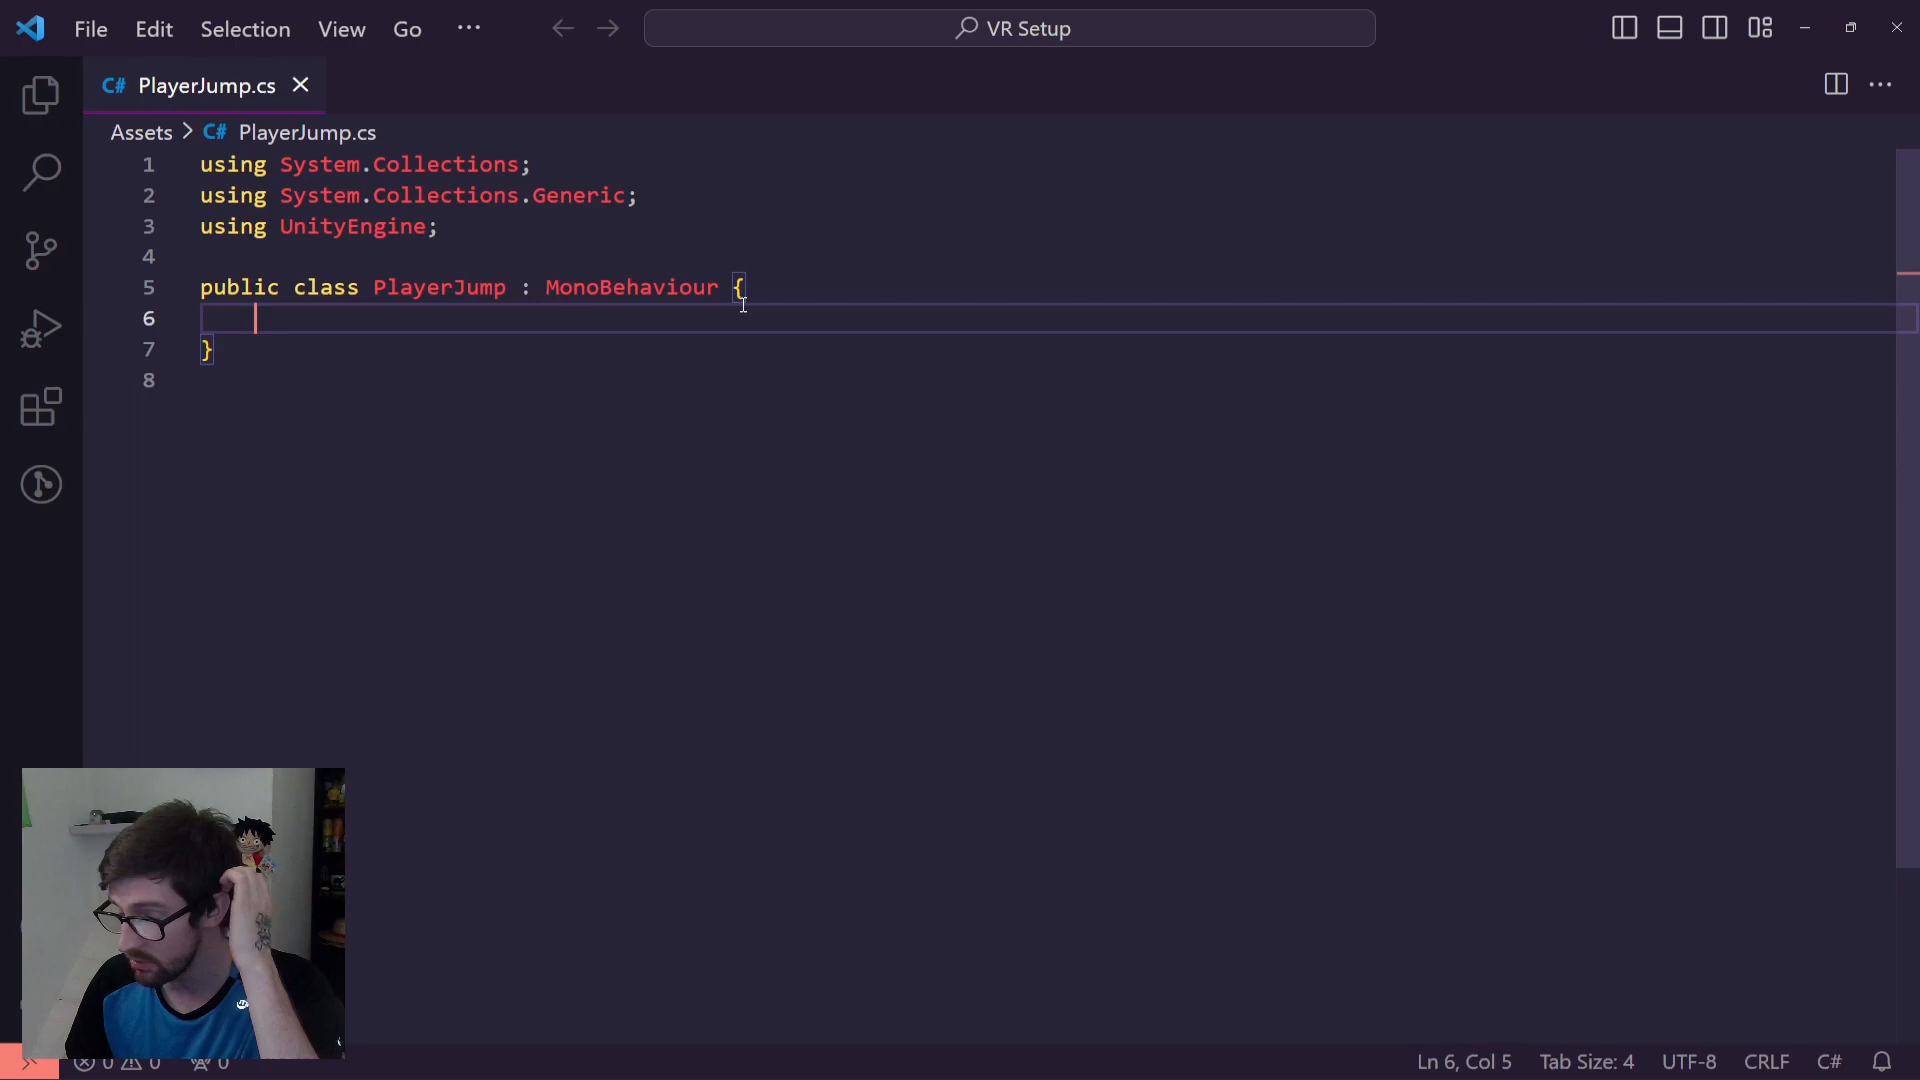 File Edit Selection View Go ··· VR Setup
C# PlayerJump.cs
Assets > C# PlayerJump.cs
1 using System.Collections;
2 using System.Collections.Generic;
3 using UnityEngine;
4
5 public class PlayerJump : MonoBehaviour {
6
7 }
8
0 0 0 Ln 6, Col 5 Tab Size: 4 UTF-8 CRLF C#